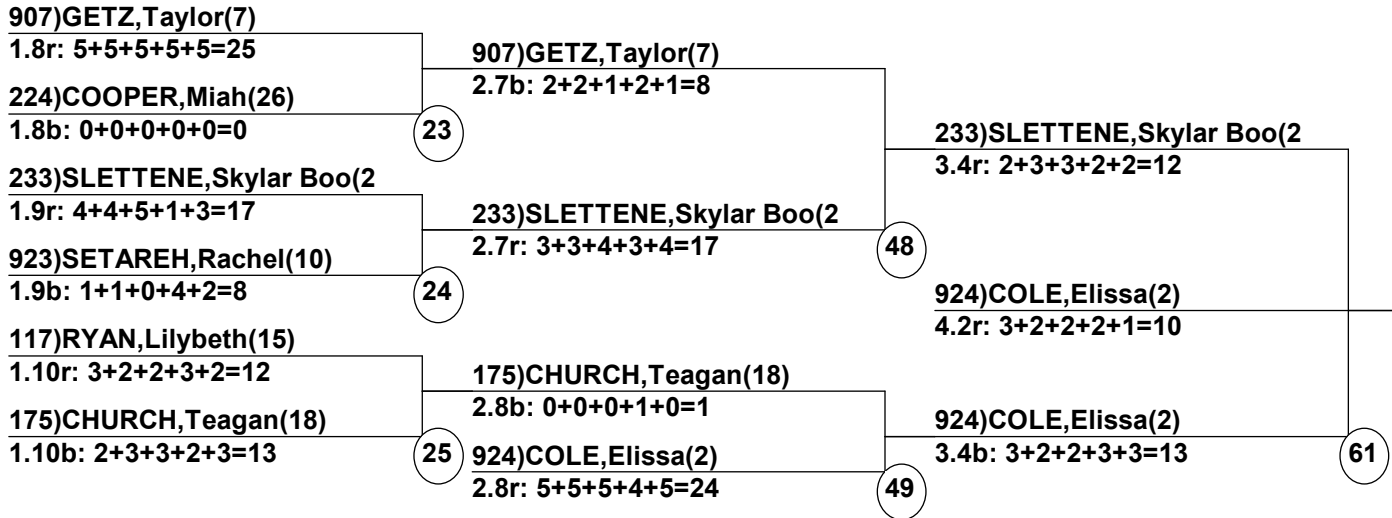 907)GETZ,Taylor(7)
1.8r: 5+5+5+5+5=25
224)COOPER,Miah(26)
1.8b: 0+0+0+0+0=0
23
233)SLETTENE,Skylar Boo(2
1.9r: 4+4+5+1+3=17
923)SETAREH,Rachel(10)
1.9b: 1+1+0+4+2=8
24
117)RYAN,Lilybeth(15)
1.10r: 3+2+2+3+2=12
175)CHURCH,Teagan(18)
1.10b: 2+3+3+2+3=13
25
907)GETZ,Taylor(7)
2.7b: 2+2+1+2+1=8
233)SLETTENE,Skylar Boo(2
2.7r: 3+3+4+3+4=17
48
175)CHURCH,Teagan(18)
2.8b: 0+0+0+1+0=1
924)COLE,Elissa(2)
2.8r: 5+5+5+4+5=24
49
233)SLETTENE,Skylar Boo(2
3.4r: 2+3+3+2+2=12
924)COLE,Elissa(2)
4.2r: 3+2+2+2+1=10
924)COLE,Elissa(2)
3.4b: 3+2+2+3+3=13
61